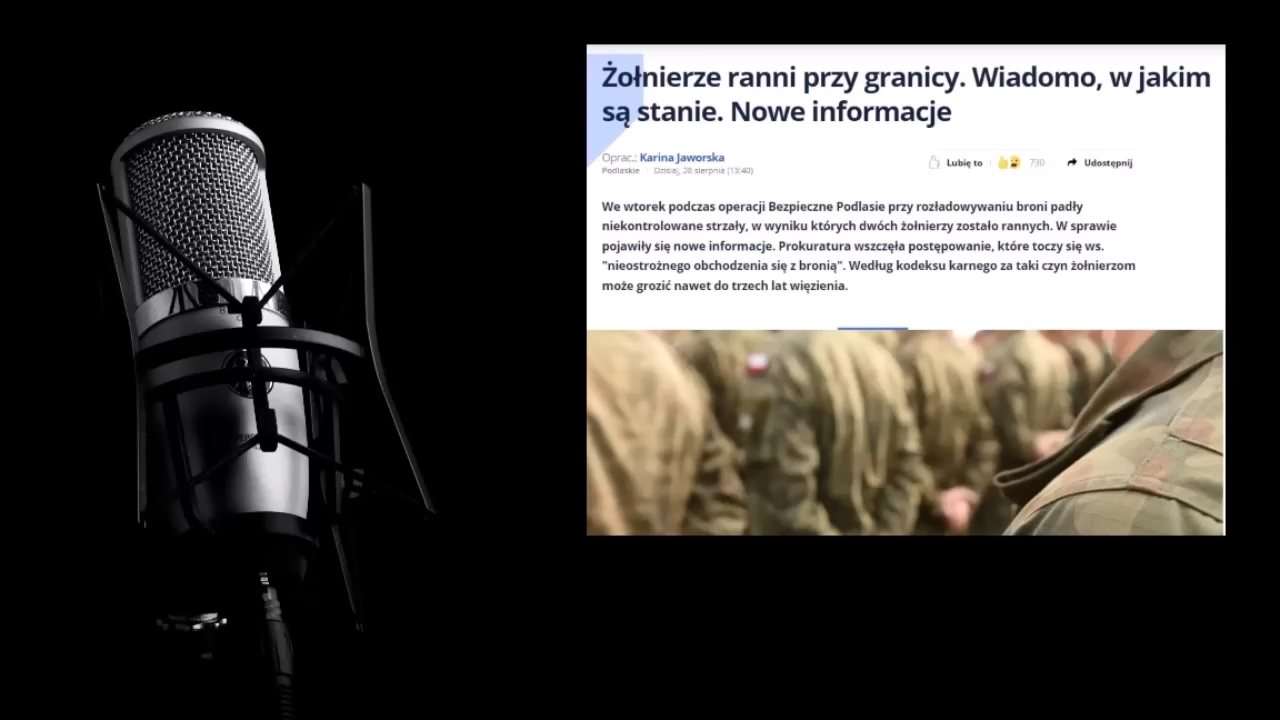 Żołnierze ranni przy granicy. Wiadomo, w jakim
są stanie. Nowe informacje
Oprac.: Karina Jaworska
Podlaskie | Dzisiaj, 28 sierpnia (13:40)
Lubię to
739
Udostępnij
We wtorek podczas operacji Bezpieczne Podlasie przy rozładowywaniu broni padły
niekontrolowane strzały, w wyniku których dwóch żołnierzy zostało rannych. W sprawie
pojawiły się nowe informacje. Prokuratura wszczęła postępowanie, które toczy się ws.
"nieostrożnego obchodzenia się z bronią". Według kodeksu karnego za taki czyn żołnierzom
może grozić nawet do trzech lat więzienia.